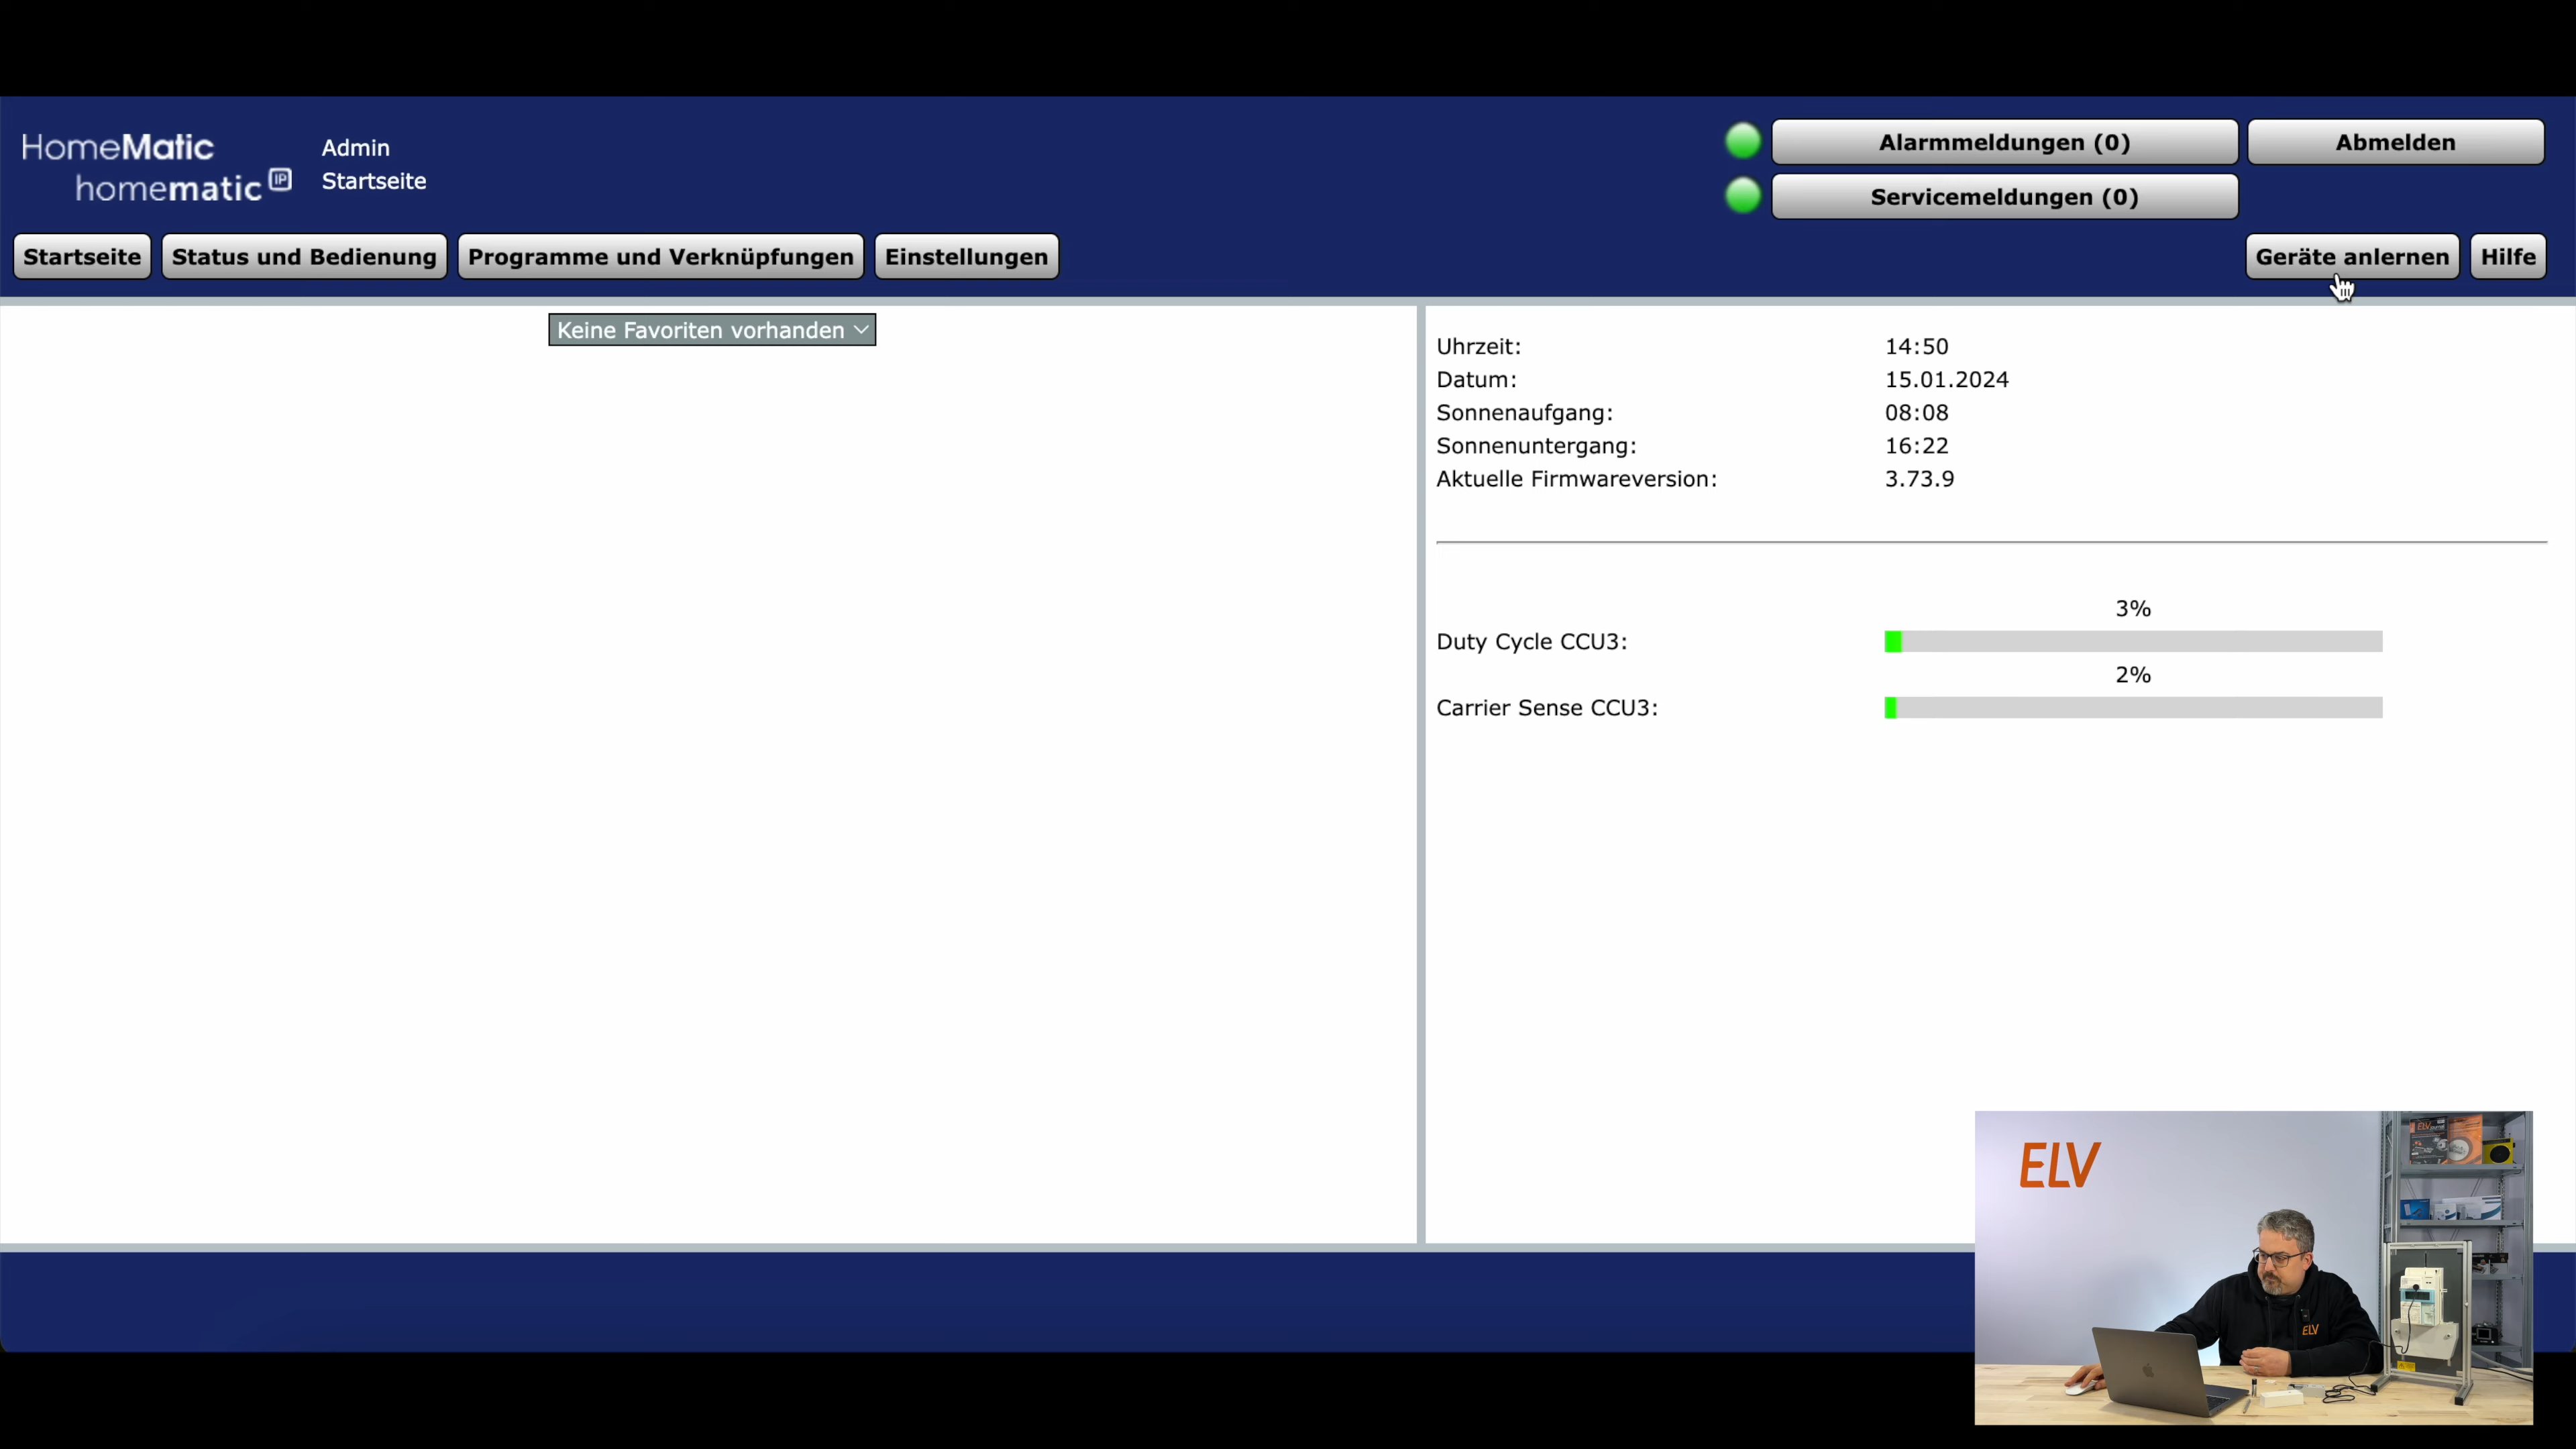 HomeMatic
homematic IP
Admin
Startseite
Alarmmeldungen (0)
Abmelden
Servicemeldungen (0)
Startseite
Status und Bedienung
Programme und Verknüpfungen
Einstellungen
Geräte anlernen
Hilfe
Keine Favoriten vorhanden
Uhrzeit: 14:50
Datum: 15.01.2024
Sonnenaufgang: 08:08
Sonnenuntergang: 16:22
Aktuelle Firmwareversion: 3.73.9
3%
Duty Cycle CCU3:
2%
Carrier Sense CCU3:
ELV
ELV
ELV